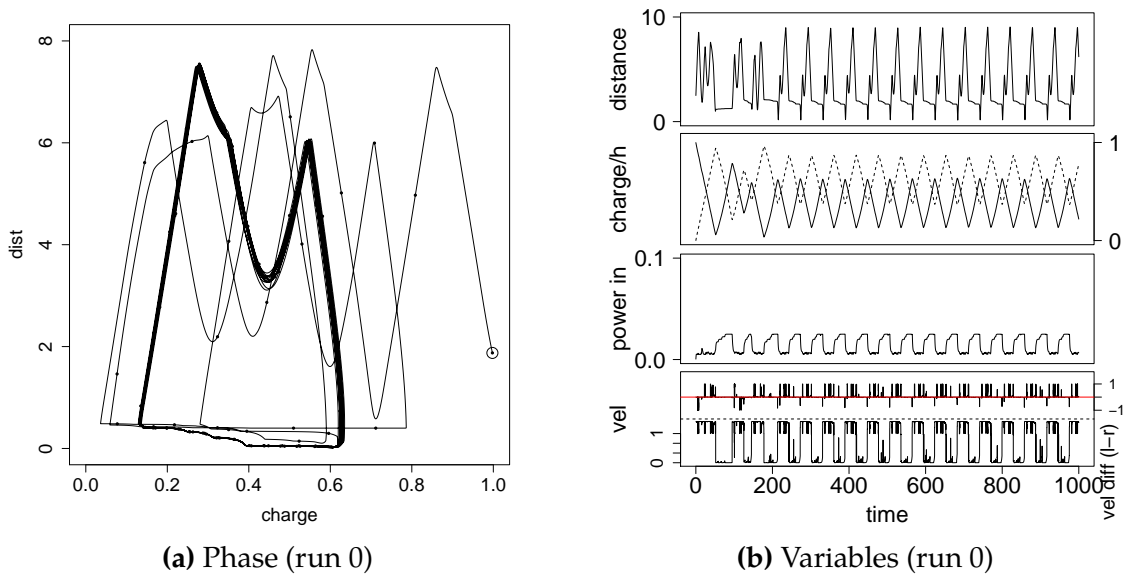 8
6
4
2
0
dist
0.0 0.2 0.4 0.6 0.8 1.0
charge
(a) Phase (run 0)
10
0
distance
charge/h
1
0
0.1
0.0
power in
1
−1
vel
1
0
vel diff (l−r)
0 200 400 600 800 1000
time
(b) Variables (run 0)